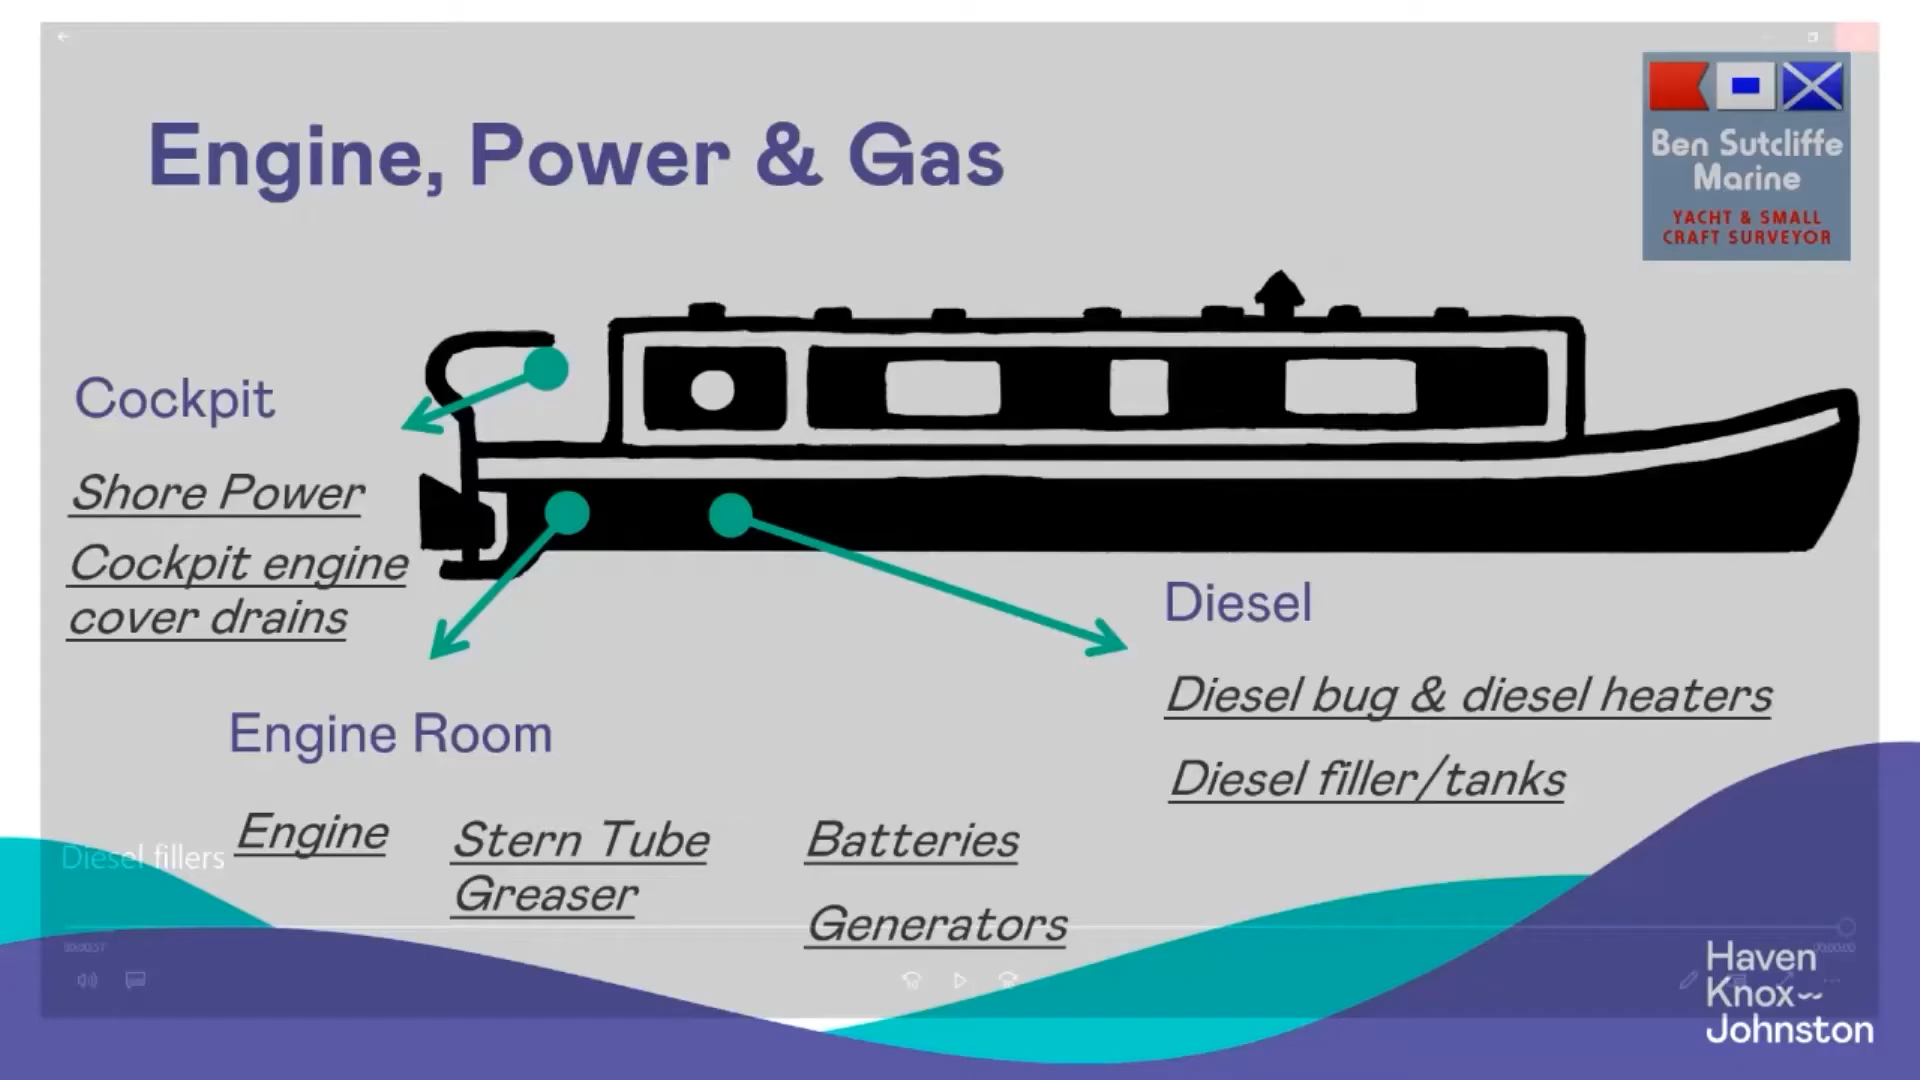 Engine, Power & Gas
Ben Sutcliffe
Marine
YACHT & SMALL
CRAFT SURVEYOR
Cockpit
Shore Power
Cockpit engine
cover drains
Diesel
Diesel bug & diesel heaters
Diesel filler/tanks
Engine Room
Engine
Stern Tube
Greaser
Batteries
Generators
Diesel fillers
Haven
Knox
Johnston